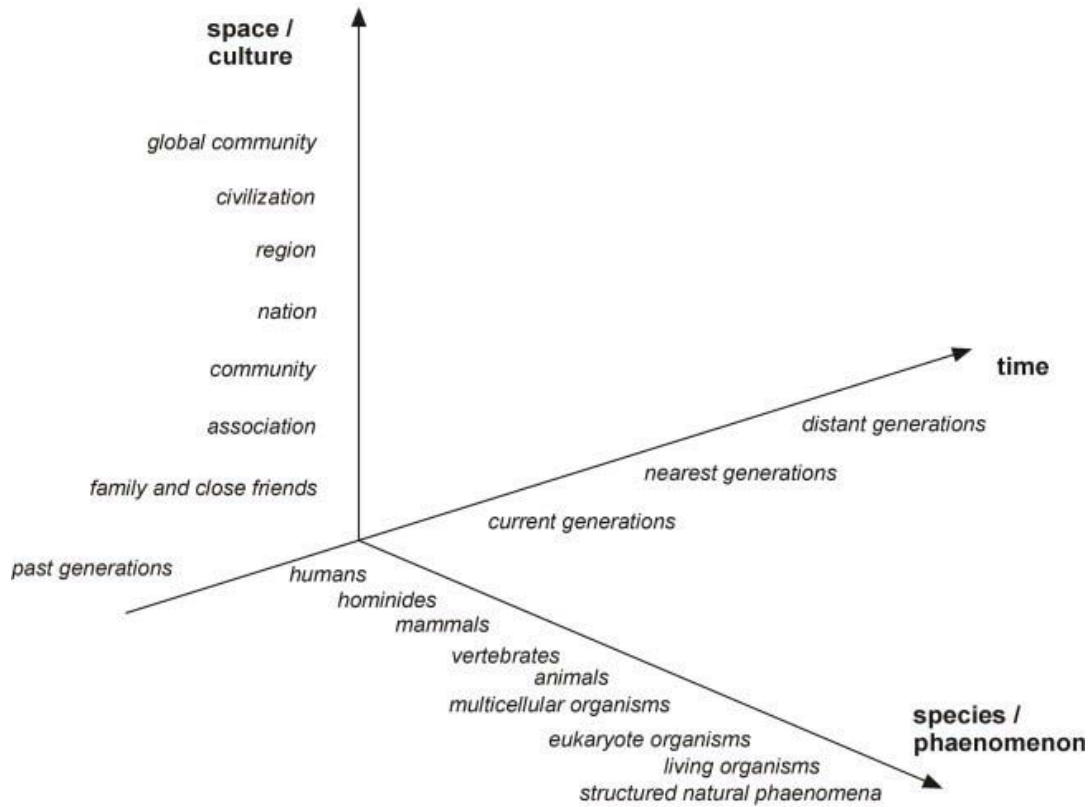 space /
culture
global community
civilization
region
nation
community
association
family and close friends
time
distant generations
nearest generations
current generations
past generations
humans
hominides
mammals
vertebrates
animals
multicellular organisms
eukaryote organisms
living organisms
structured natural phaenomena
species /
phaenomenon